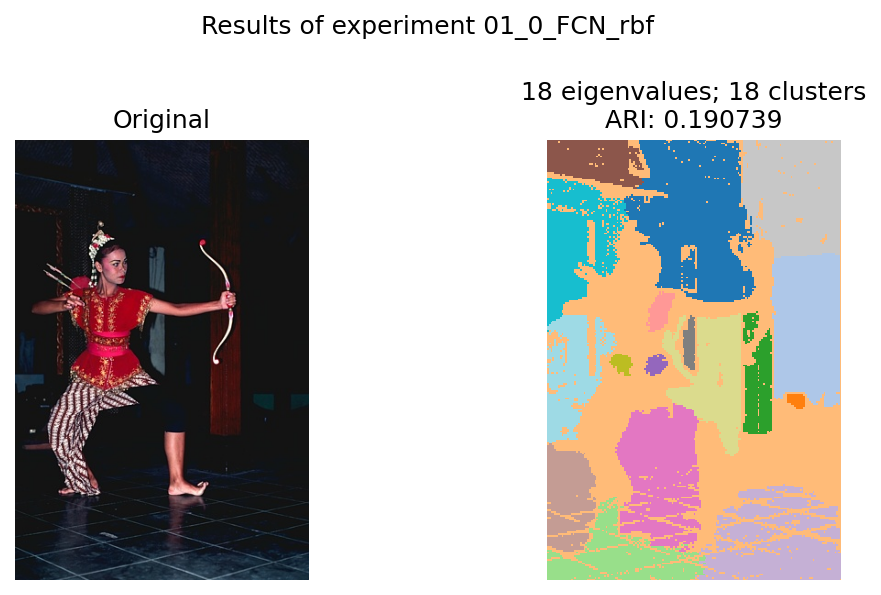 Results of experiment 01_0_FCN_rbf
Original
18 eigenvalues; 18 clusters
ARI: 0.190739